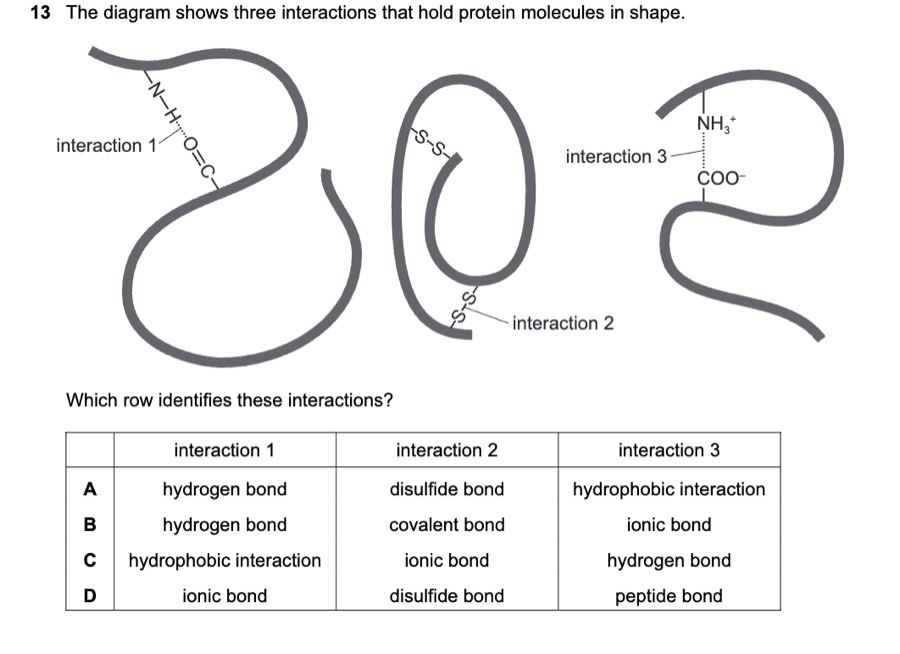 13 The diagram shows three interactions that hold protein molecules in shape.
–N–H······O=C–
interaction 1
–S–S–
–S–S–
interaction 2
NH₃⁺
interaction 3
COO⁻
Which row identifies these interactions?
interaction 1 interaction 2 interaction 3
A hydrogen bond disulfide bond hydrophobic interaction
B hydrogen bond covalent bond ionic bond
C hydrophobic interaction ionic bond hydrogen bond
D ionic bond disulfide bond peptide bond